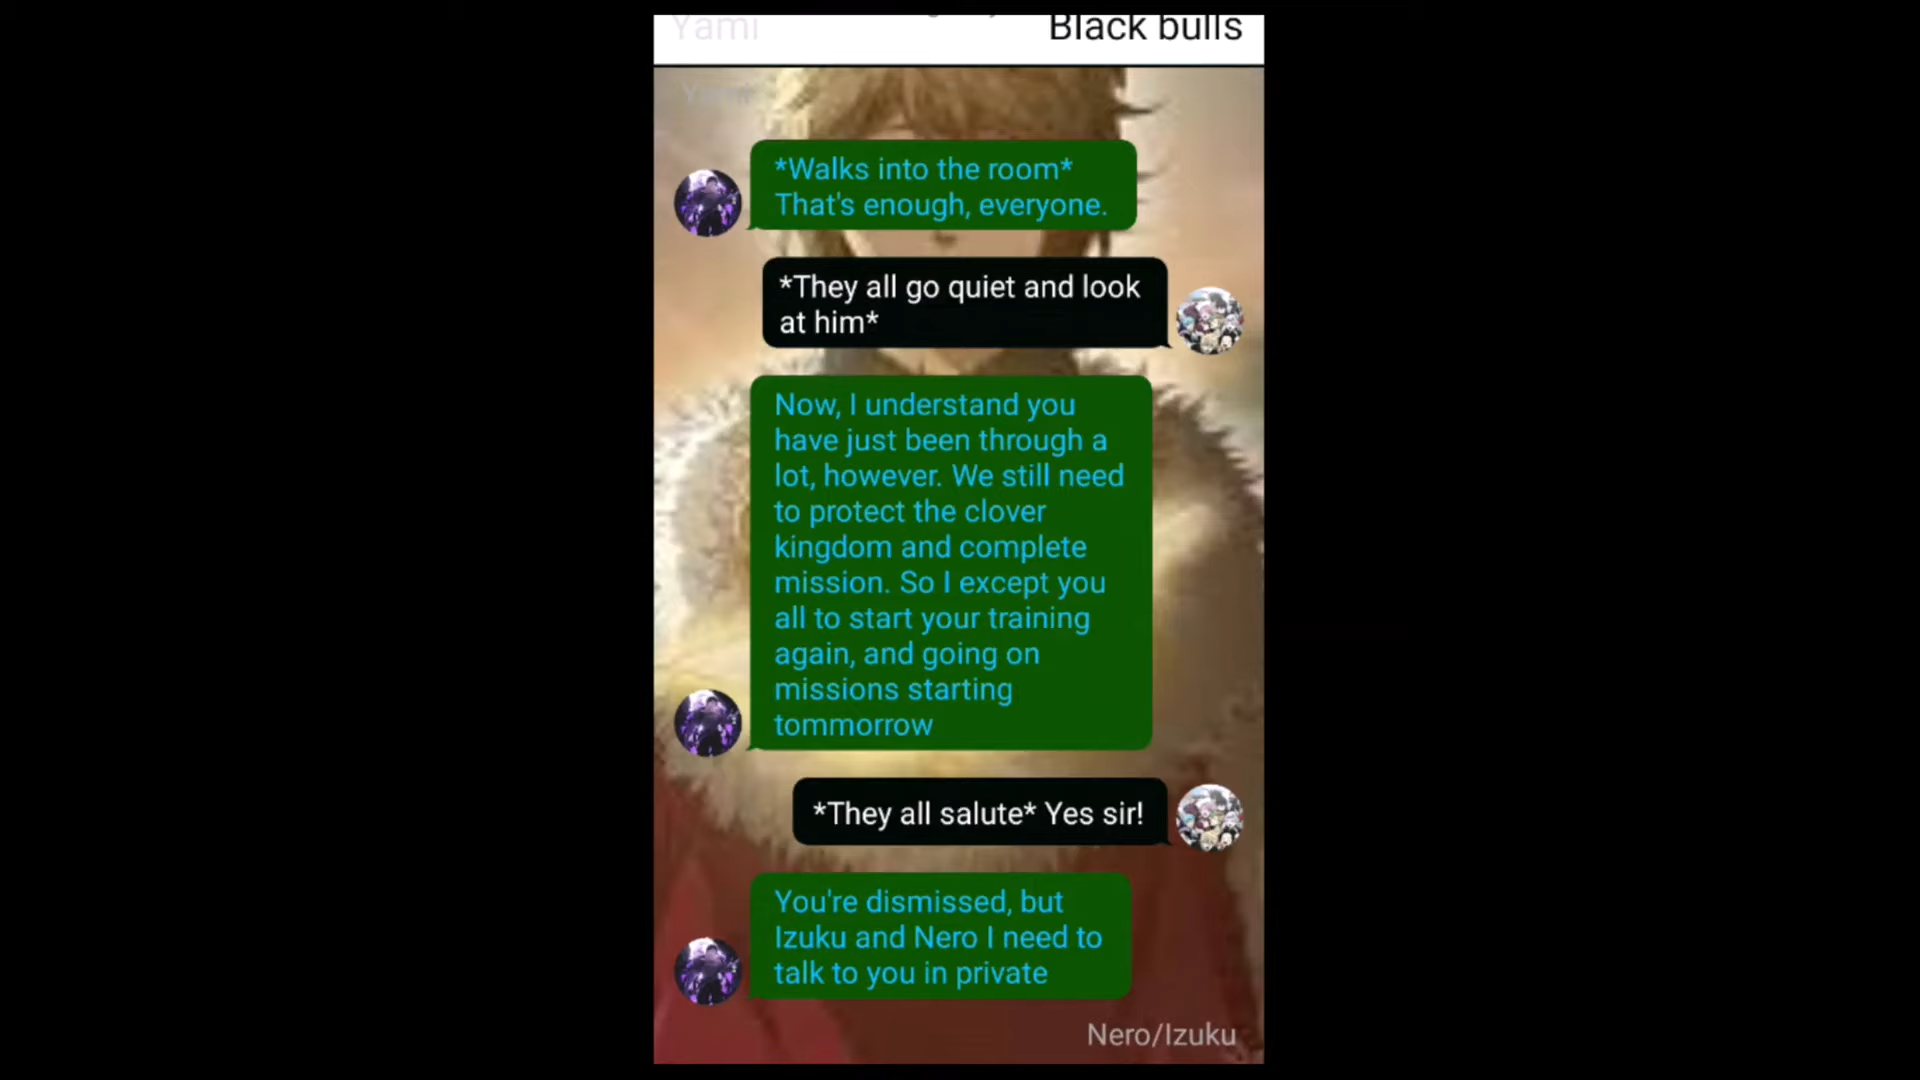 Yami Black bulls
Yami
*Walks into the room*
That's enough, everyone.
*They all go quiet and look
at him*
Now, I understand you
have just been through a
lot, however. We still need
to protect the clover
kingdom and complete
mission. So I except you
all to start your training
again, and going on
missions starting
tommorrow
*They all salute* Yes sir!
You're dismissed, but
Izuku and Nero I need to
talk to you in private
Nero/Izuku